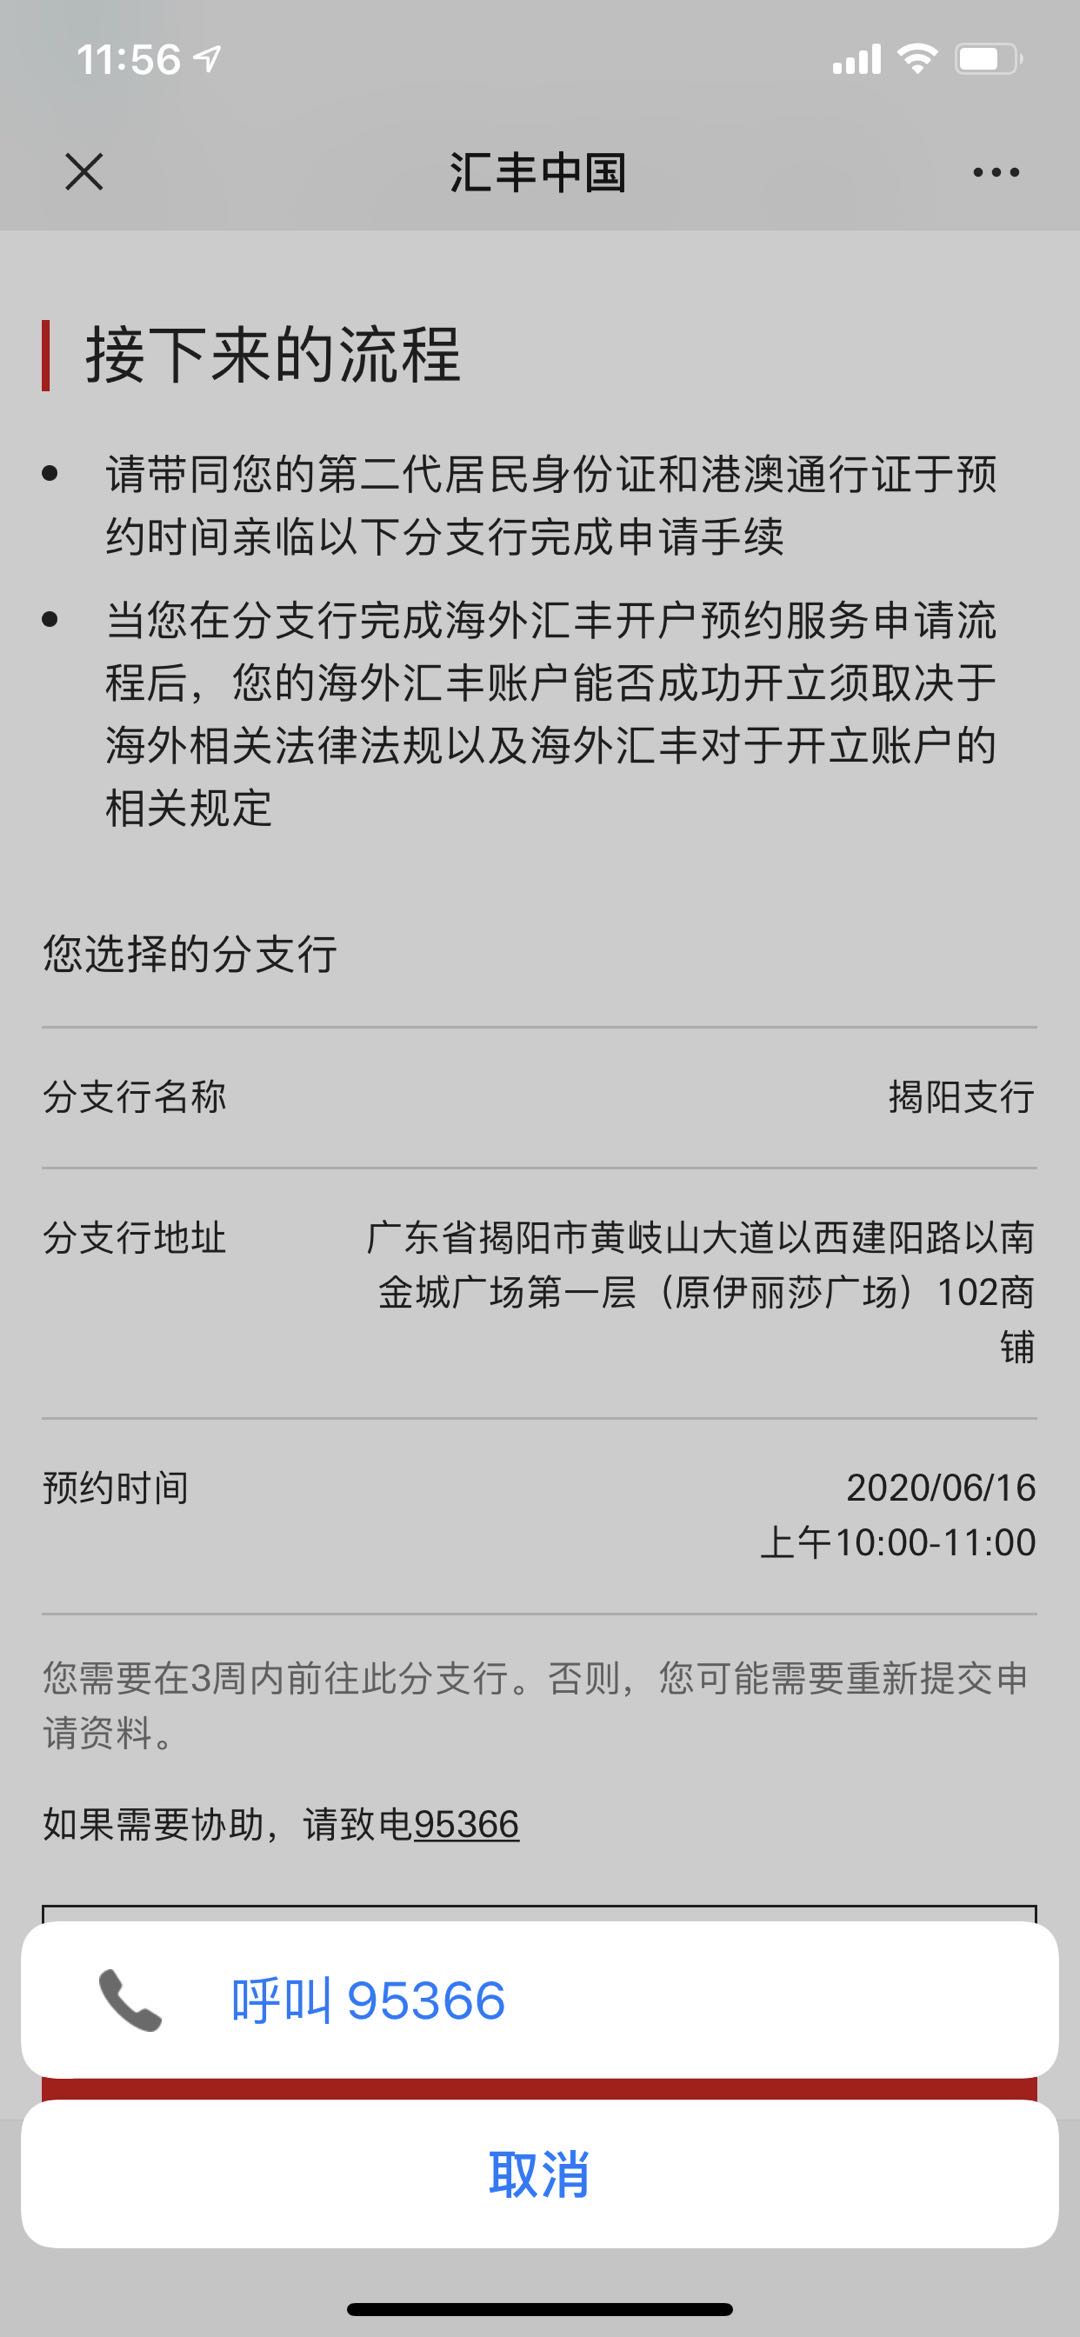 11:56
汇丰中国
接下来的流程
请带同您的第二代居民身份证和港澳通行证于预
约时间亲临以下分支行完成申请手续
当您在分支行完成海外汇丰开户预约服务申请流
程后，您的海外汇丰账户能否成功开立须取决于
海外相关法律法规以及海外汇丰对于开立账户的
相关规定
您选择的分支行
分支行名称 揭阳支行
分支行地址 广东省揭阳市黄岐山大道以西建阳路以南
金城广场第一层（原伊丽莎广场）102商
铺
预约时间 2020/06/16
上午10:00-11:00
您需要在3周内前往此分支行。否则，您可能需要重新提交申
请资料。
如果需要协助，请致电95366
呼叫 95366
取消